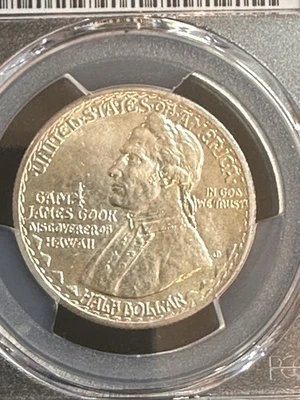 UNITED STATES OF AMERICA
CAPT.
JAMES COOK
DISCOVERER OF
HAWAII
IN GOD
WE TRUST
HALF DOLLAR